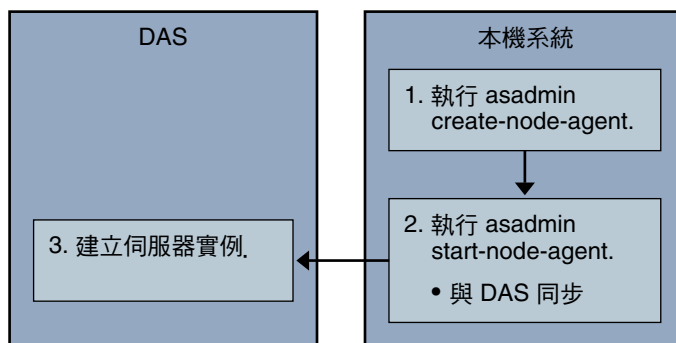 DAS
本機系統
1. 執行 asadmin
create-node-agent.
2. 執行 asadmin
start-node-agent.
• 與 DAS 同步
3. 建立伺服器實例.